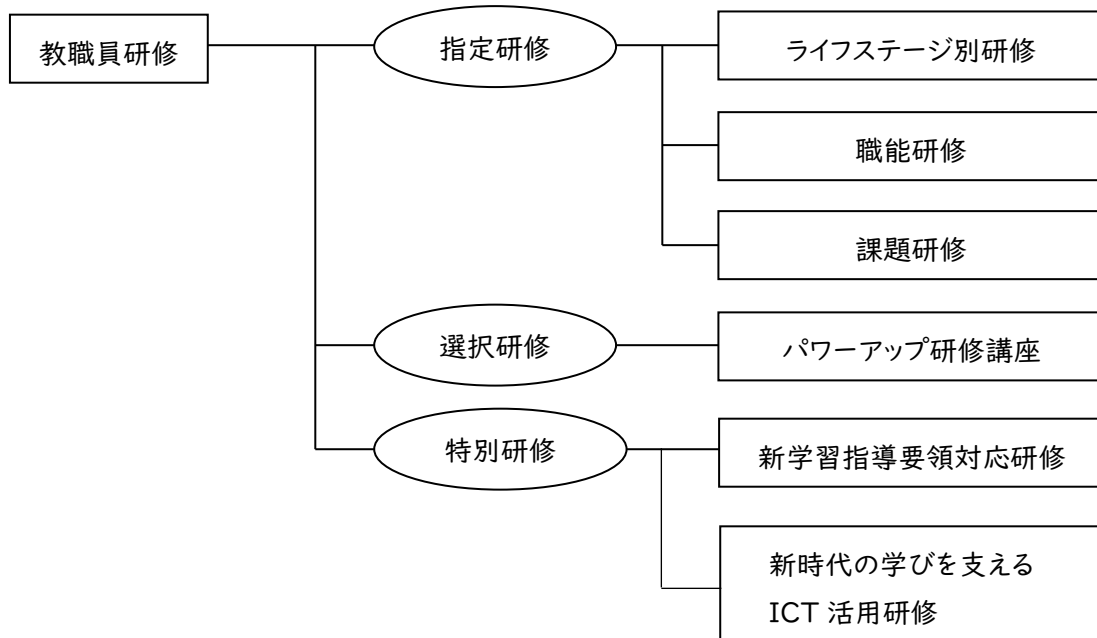 教職員研修
指定研修
ライフステージ別研修
職能研修
課題研修
選択研修
パワーアップ研修講座
特別研修
新学習指導要領対応研修
新時代の学びを支える
ICT 活用研修